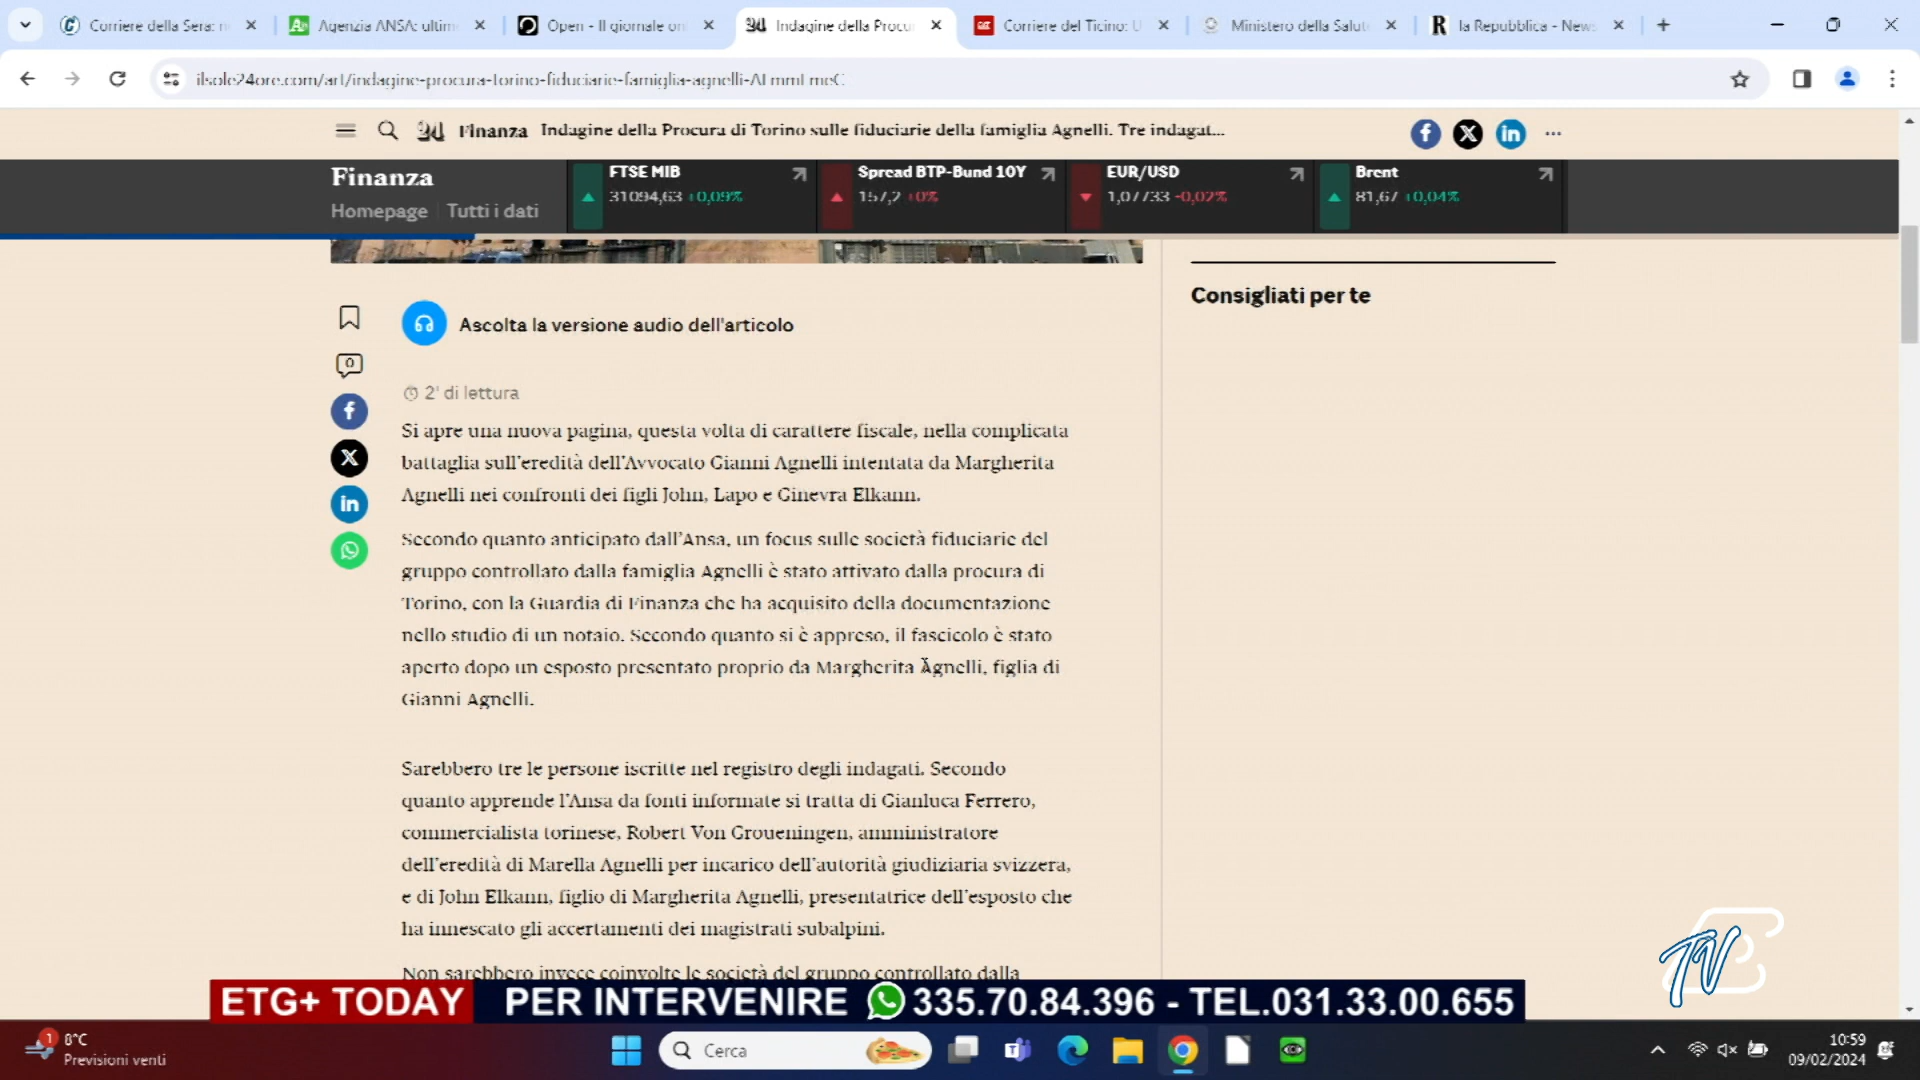 Corriere della Sera: n
Agenzia ANSA: ultim
Open - Il giornale on
Indagine della Procu
Corriere del Ticino: U
Ministero della Salut
la Repubblica - News
ilsole24ore.com/art/indagine-procura-torino-fiduciarie-famiglia-agnelli-
Finanza Indagine della Procura di Torino sulle fiduciarie della famiglia Agnelli. Tre indagat...
Finanza
Homepage Tutti i dati
FTSE MIB
31094,63 +0,09%
Spread BTP-Bund 10Y
157,2 +0%
EUR/USD
1,07733 -0,02%
Brent
81,67 +0,04%
Consigliati per te
Ascolta la versione audio dell'articolo
0
2' di lettura
Si apre una nuova pagina, questa volta di carattere fiscale, nella complicata
battaglia sull'eredità dell'Avvocato Gianni Agnelli intentata da Margherita
Agnelli nei confronti dei figli John, Lapo e Ginevra Elkann.
Secondo quanto anticipato dall'Ansa, un focus sulle società fiduciarie del
gruppo controllato dalla famiglia Agnelli è stato attivato dalla procura di
Torino, con la Guardia di Finanza che ha acquisito della documentazione
nello studio di un notaio. Secondo quanto si è appreso, il fascicolo è stato
aperto dopo un esposto presentato proprio da Margherita Agnelli, figlia di
Gianni Agnelli.
Sarebbero tre le persone iscritte nel registro degli indagati. Secondo
quanto apprende l'Ansa da fonti informate si tratta di Gianluca Ferrero,
commercialista torinese, Robert Von Groueningen, amministratore
dell'eredità di Marella Agnelli per incarico dell'autorità giudiziaria svizzera,
e di John Elkann, figlio di Margherita Agnelli, presentatrice dell'esposto che
ha innescato gli accertamenti dei magistrati subalpini.
Non sarebbero invece coinvolte le società del gruppo controllato dalla
ETG+ TODAY PER INTERVENIRE 335.70.84.396 - TEL.031.33.00.655
1
8°C
Previsioni venti
Cerca
10:59
09/02/2024